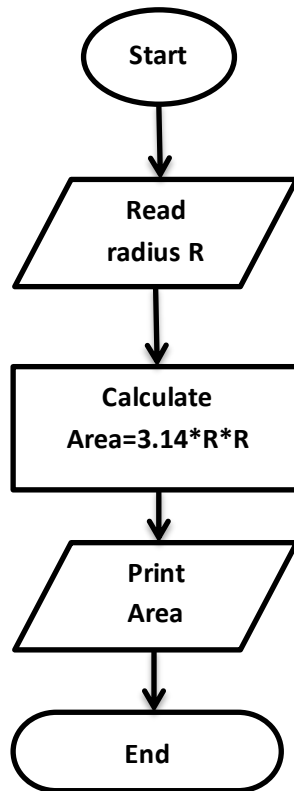 Start
Read
radius R
Calculate
Area=3.14*R*R
Print
Area
End